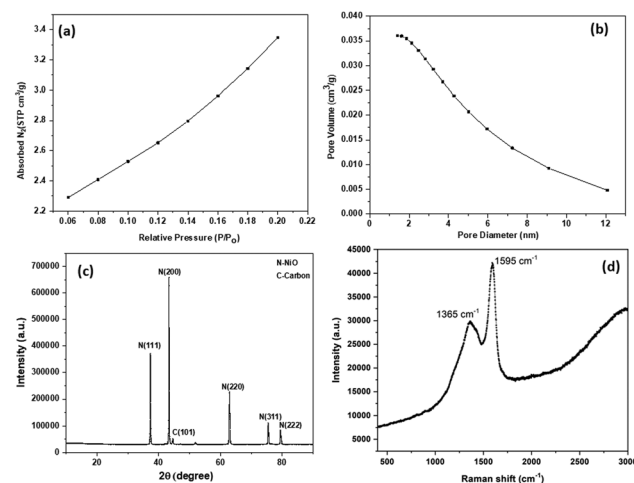 (a)
Absorbed N2(STP cm3/g)
3.4
3.2
3.0
2.8
2.6
2.4
2.2
0.06 0.08 0.10 0.12 0.14 0.16 0.18 0.20 0.22
Relative Pressure (P/Po)
(b)
Pore Volume (cm3/g)
0.040
0.035
0.030
0.025
0.020
0.015
0.010
0.005
0.000
0 2 4 6 8 10 12
Pore Diameter (nm)
(c)
N-NiO
C-Carbon
Intensity (a.u.)
700000
600000
500000
400000
300000
200000
100000
0
N(111)
N(200)
C(101)
N(220)
N(311)
N(222)
20 40 60 80
2θ (degree)
(d)
Intensity (a.u.)
45000
40000
35000
30000
25000
20000
15000
10000
5000
1365 cm-1
1595 cm-1
500 1000 1500 2000 2500 3000
Raman shift (cm-1)